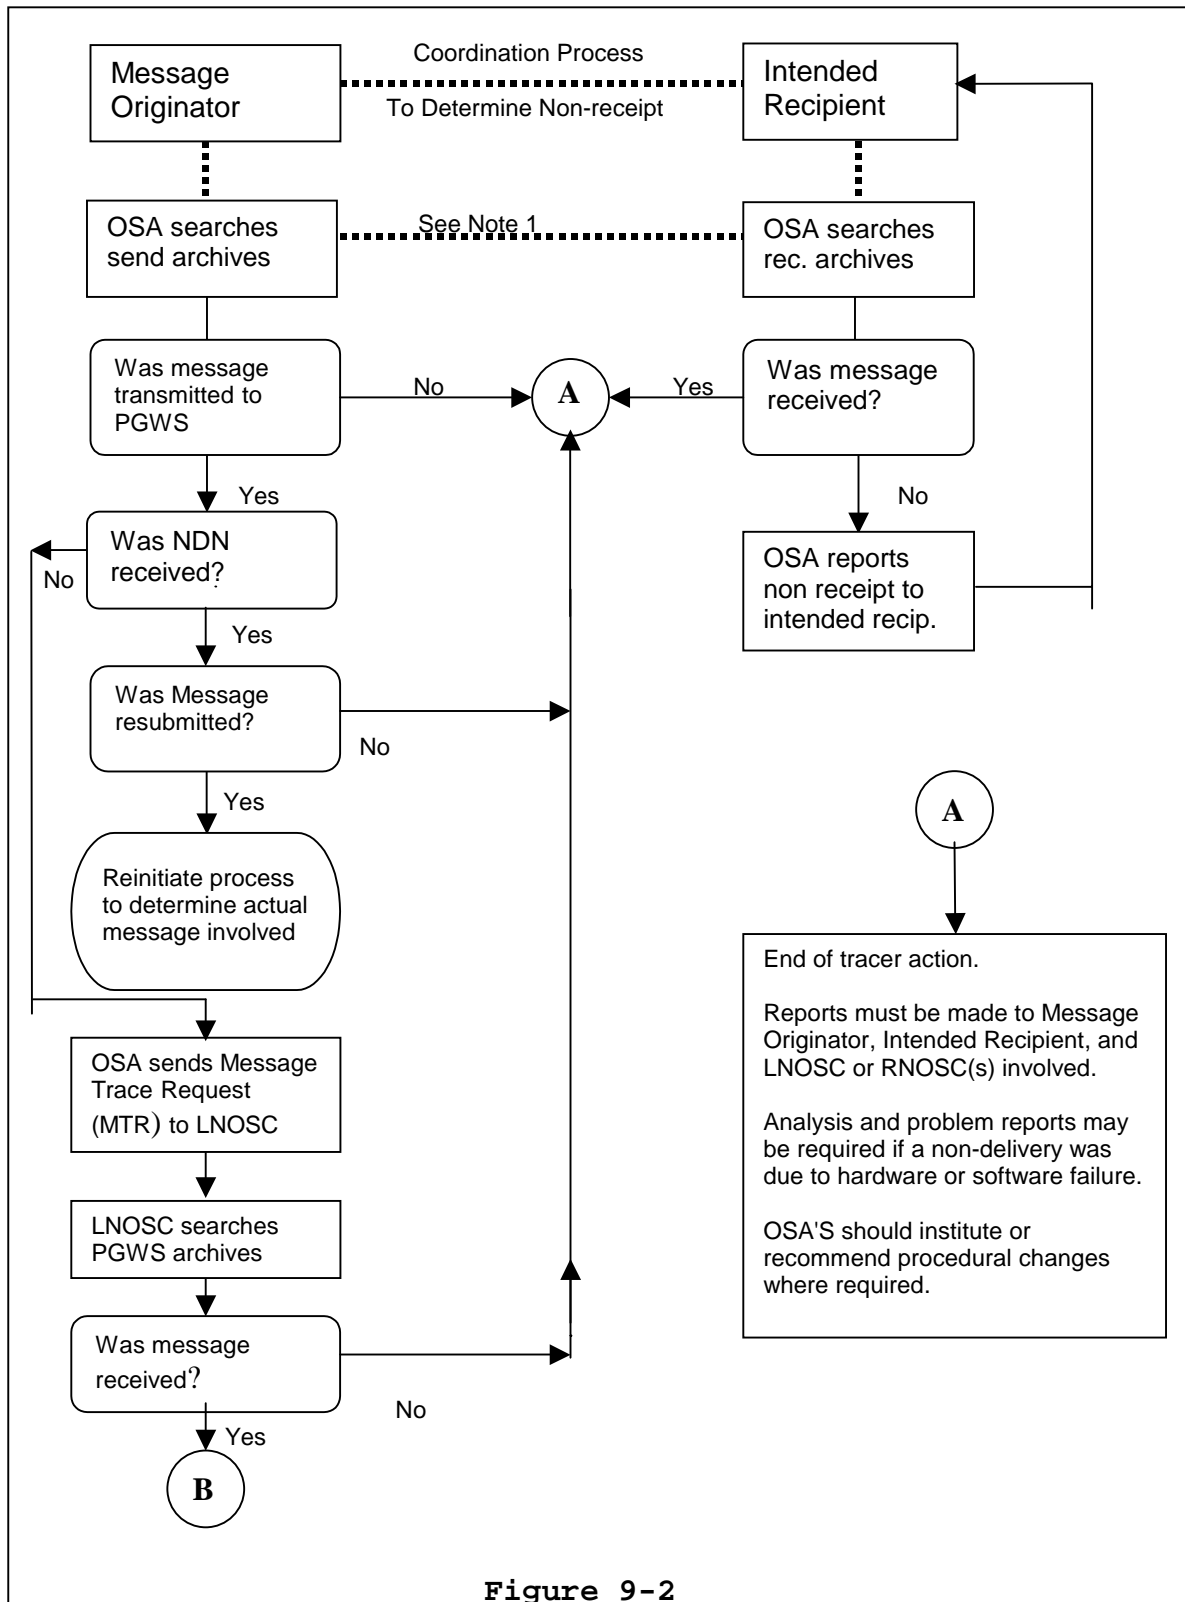 Message
Originator
Coordination Process
To Determine Non-receipt
Intended
Recipient
OSA searches
send archives
See Note 1
OSA searches
rec. archives
Was message
transmitted to
PGWS
No
A
Yes
Was message
received?
Yes
No
Was NDN
received?
No
OSA reports
non receipt to
intended recip.
Yes
Was Message
resubmitted?
No
Yes
A
Reinitiate process
to determine actual
message involved
End of tracer action.
Reports must be made to Message
Originator, Intended Recipient, and
LNOSC or RNOSC(s) involved.
Analysis and problem reports may
be required if a non-delivery was
due to hardware or software failure.
OSA'S should institute or
recommend procedural changes
where required.
OSA sends Message
Trace Request
(MTR) to LNOSC
LNOSC searches
PGWS archives
Was message
received?
No
Yes
B
Figure 9-2